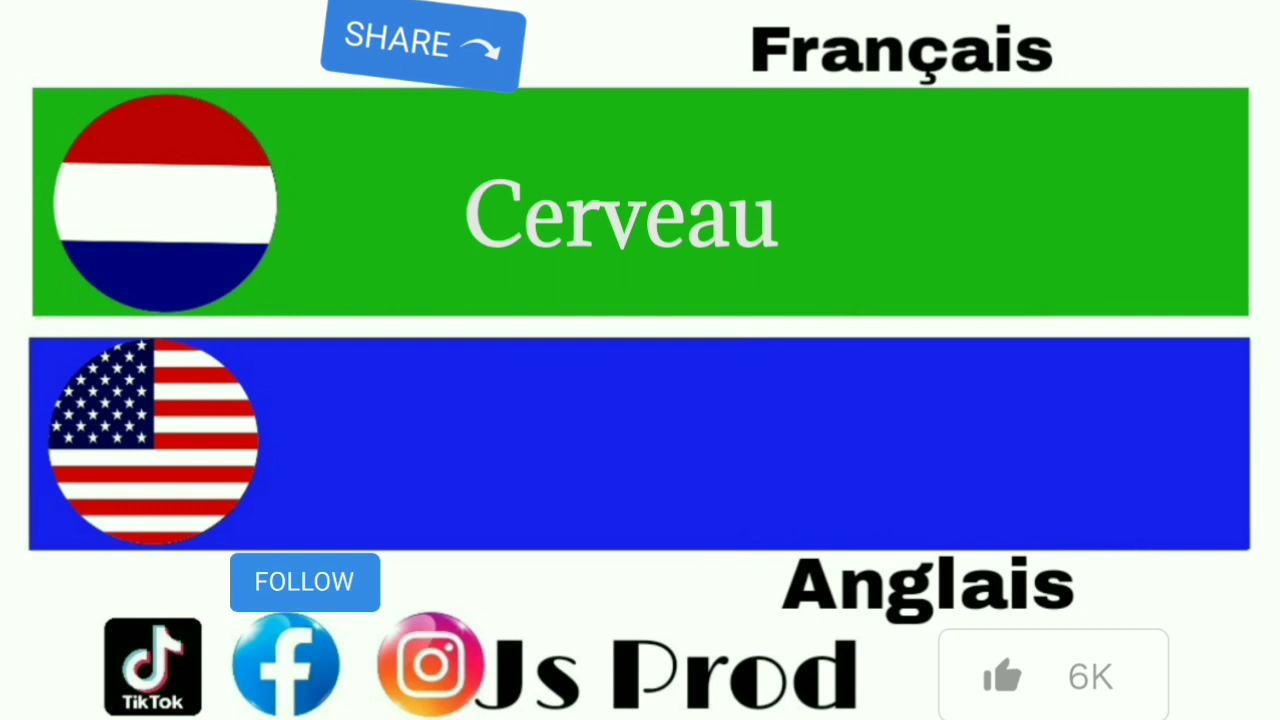 SHARE
Français
Cerveau
Anglais
FOLLOW
TikTok
Js Prod
6K